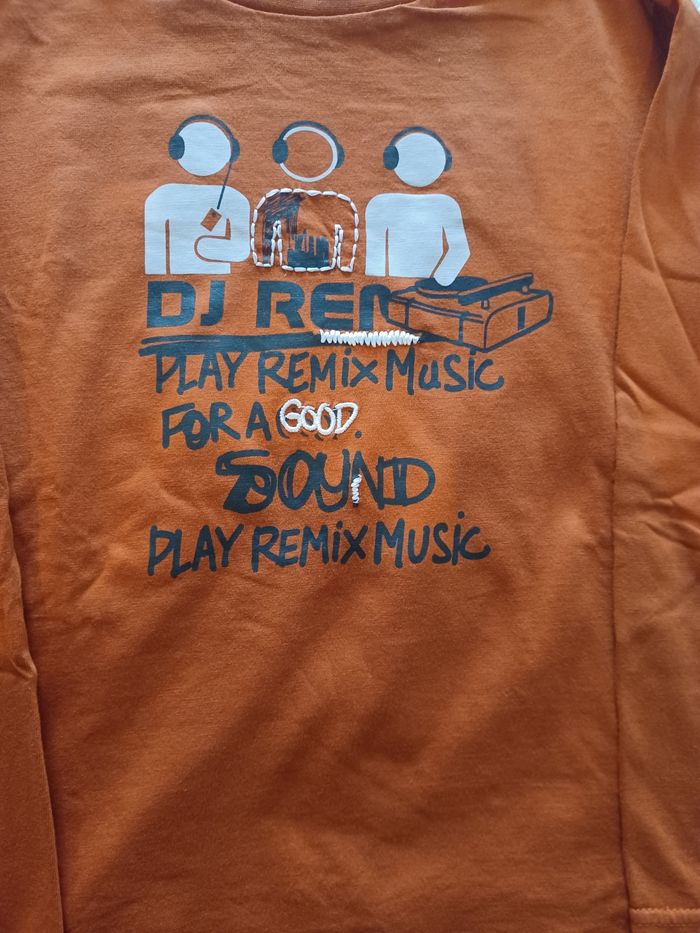 DJ REM
PLAY REMIX MUSIC
FOR A GOOD.
SOUND
PLAY REMIX MUSIC